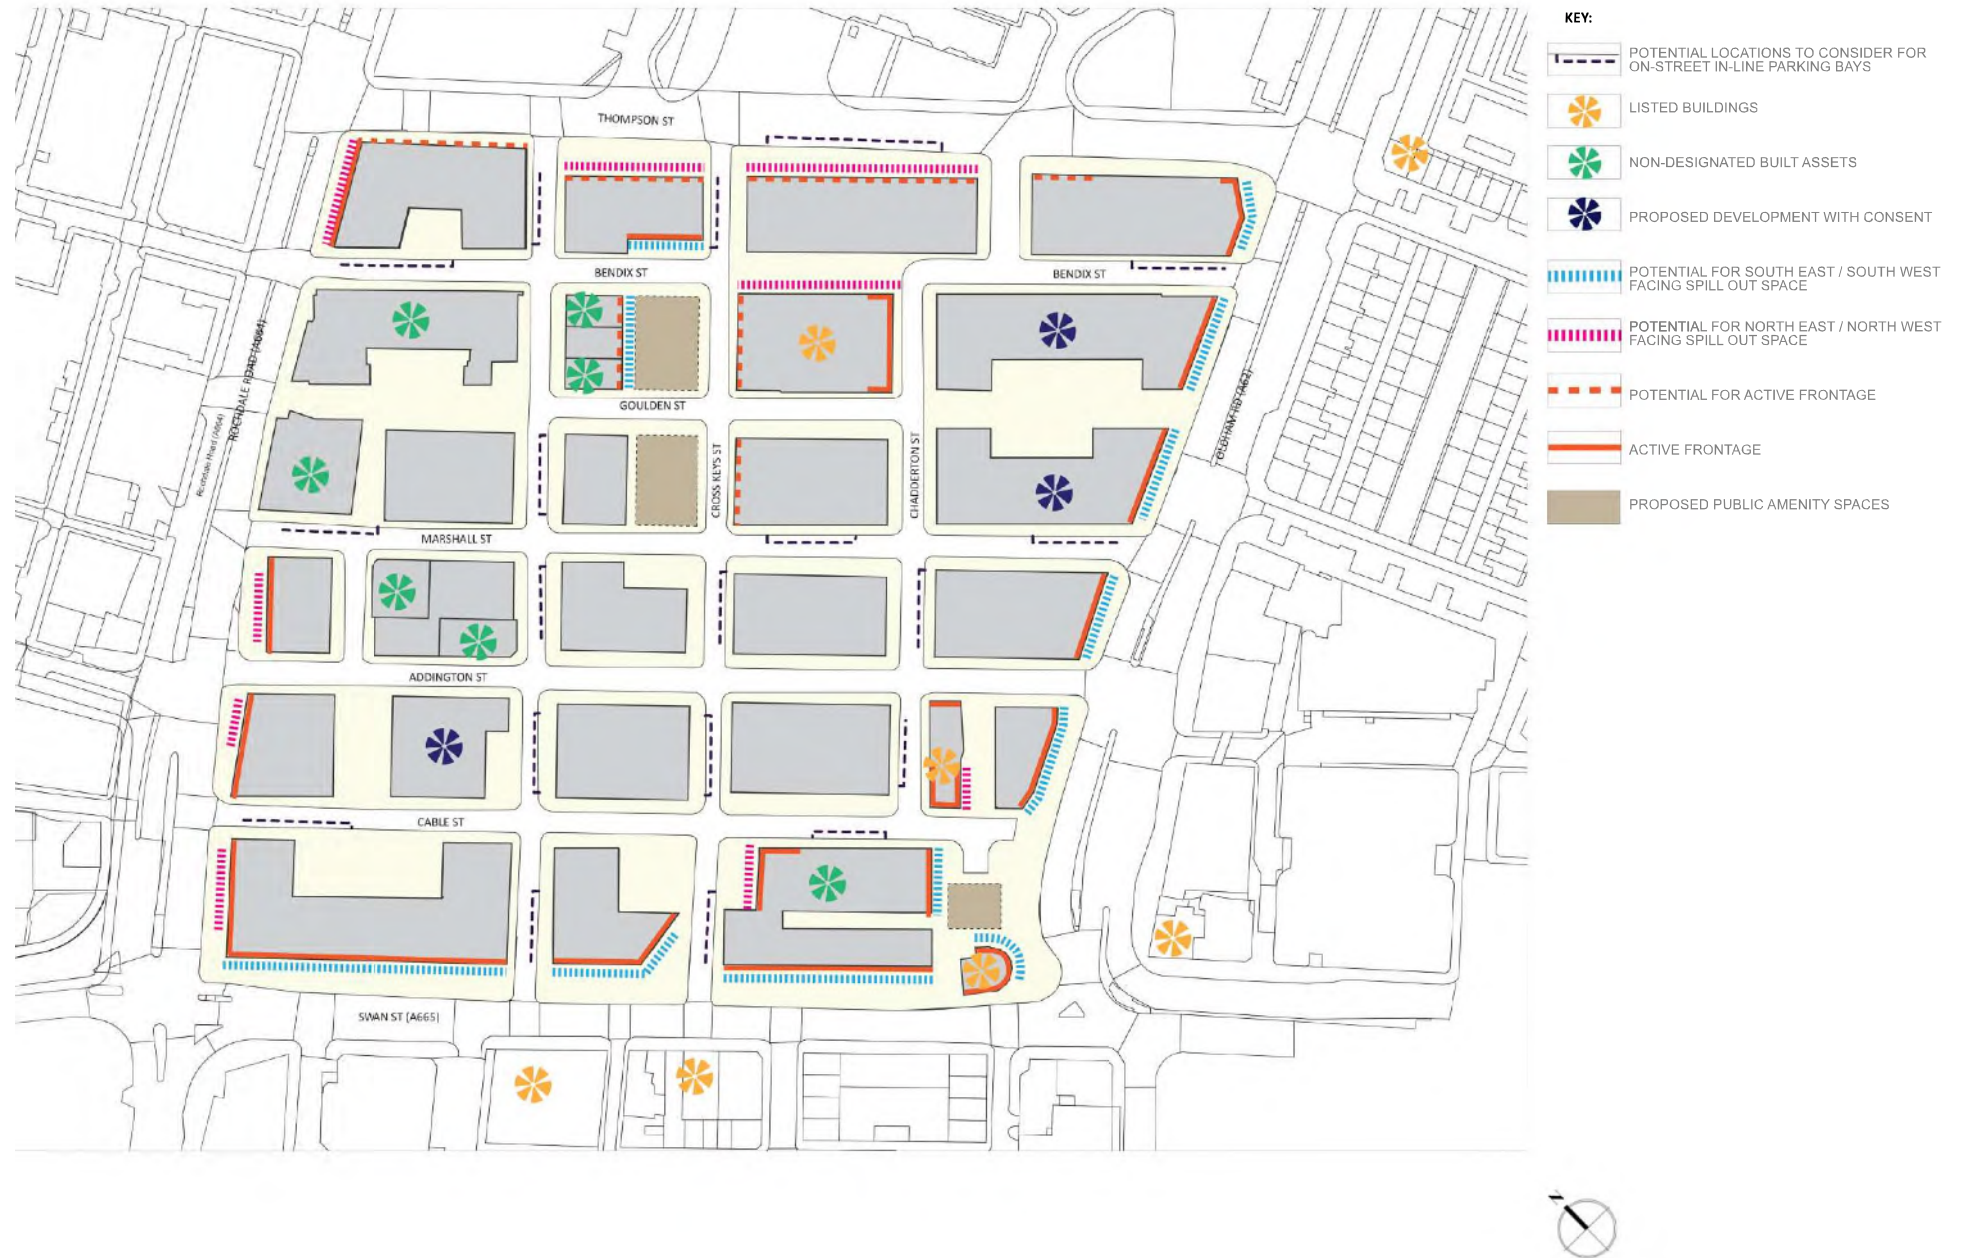 KEY:
POTENTIAL LOCATIONS TO CONSIDER FOR
ON-STREET IN-LINE PARKING BAYS
LISTED BUILDINGS
NON-DESIGNATED BUILT ASSETS
PROPOSED DEVELOPMENT WITH CONSENT
POTENTIAL FOR SOUTH EAST / SOUTH WEST
FACING SPILL OUT SPACE
POTENTIAL FOR NORTH EAST / NORTH WEST
FACING SPILL OUT SPACE
POTENTIAL FOR ACTIVE FRONTAGE
ACTIVE FRONTAGE
PROPOSED PUBLIC AMENITY SPACES
THOMPSON ST
BENDIX ST
BENDIX ST
ROCHDALE ROAD (A664)
Rochdale Road (A664)
GOULDEN ST
CROSS KEYS ST
CHADDERTON ST
OLDHAM RD (A62)
MARSHALL ST
ADDINGTON ST
CABLE ST
SWAN ST (A665)
N